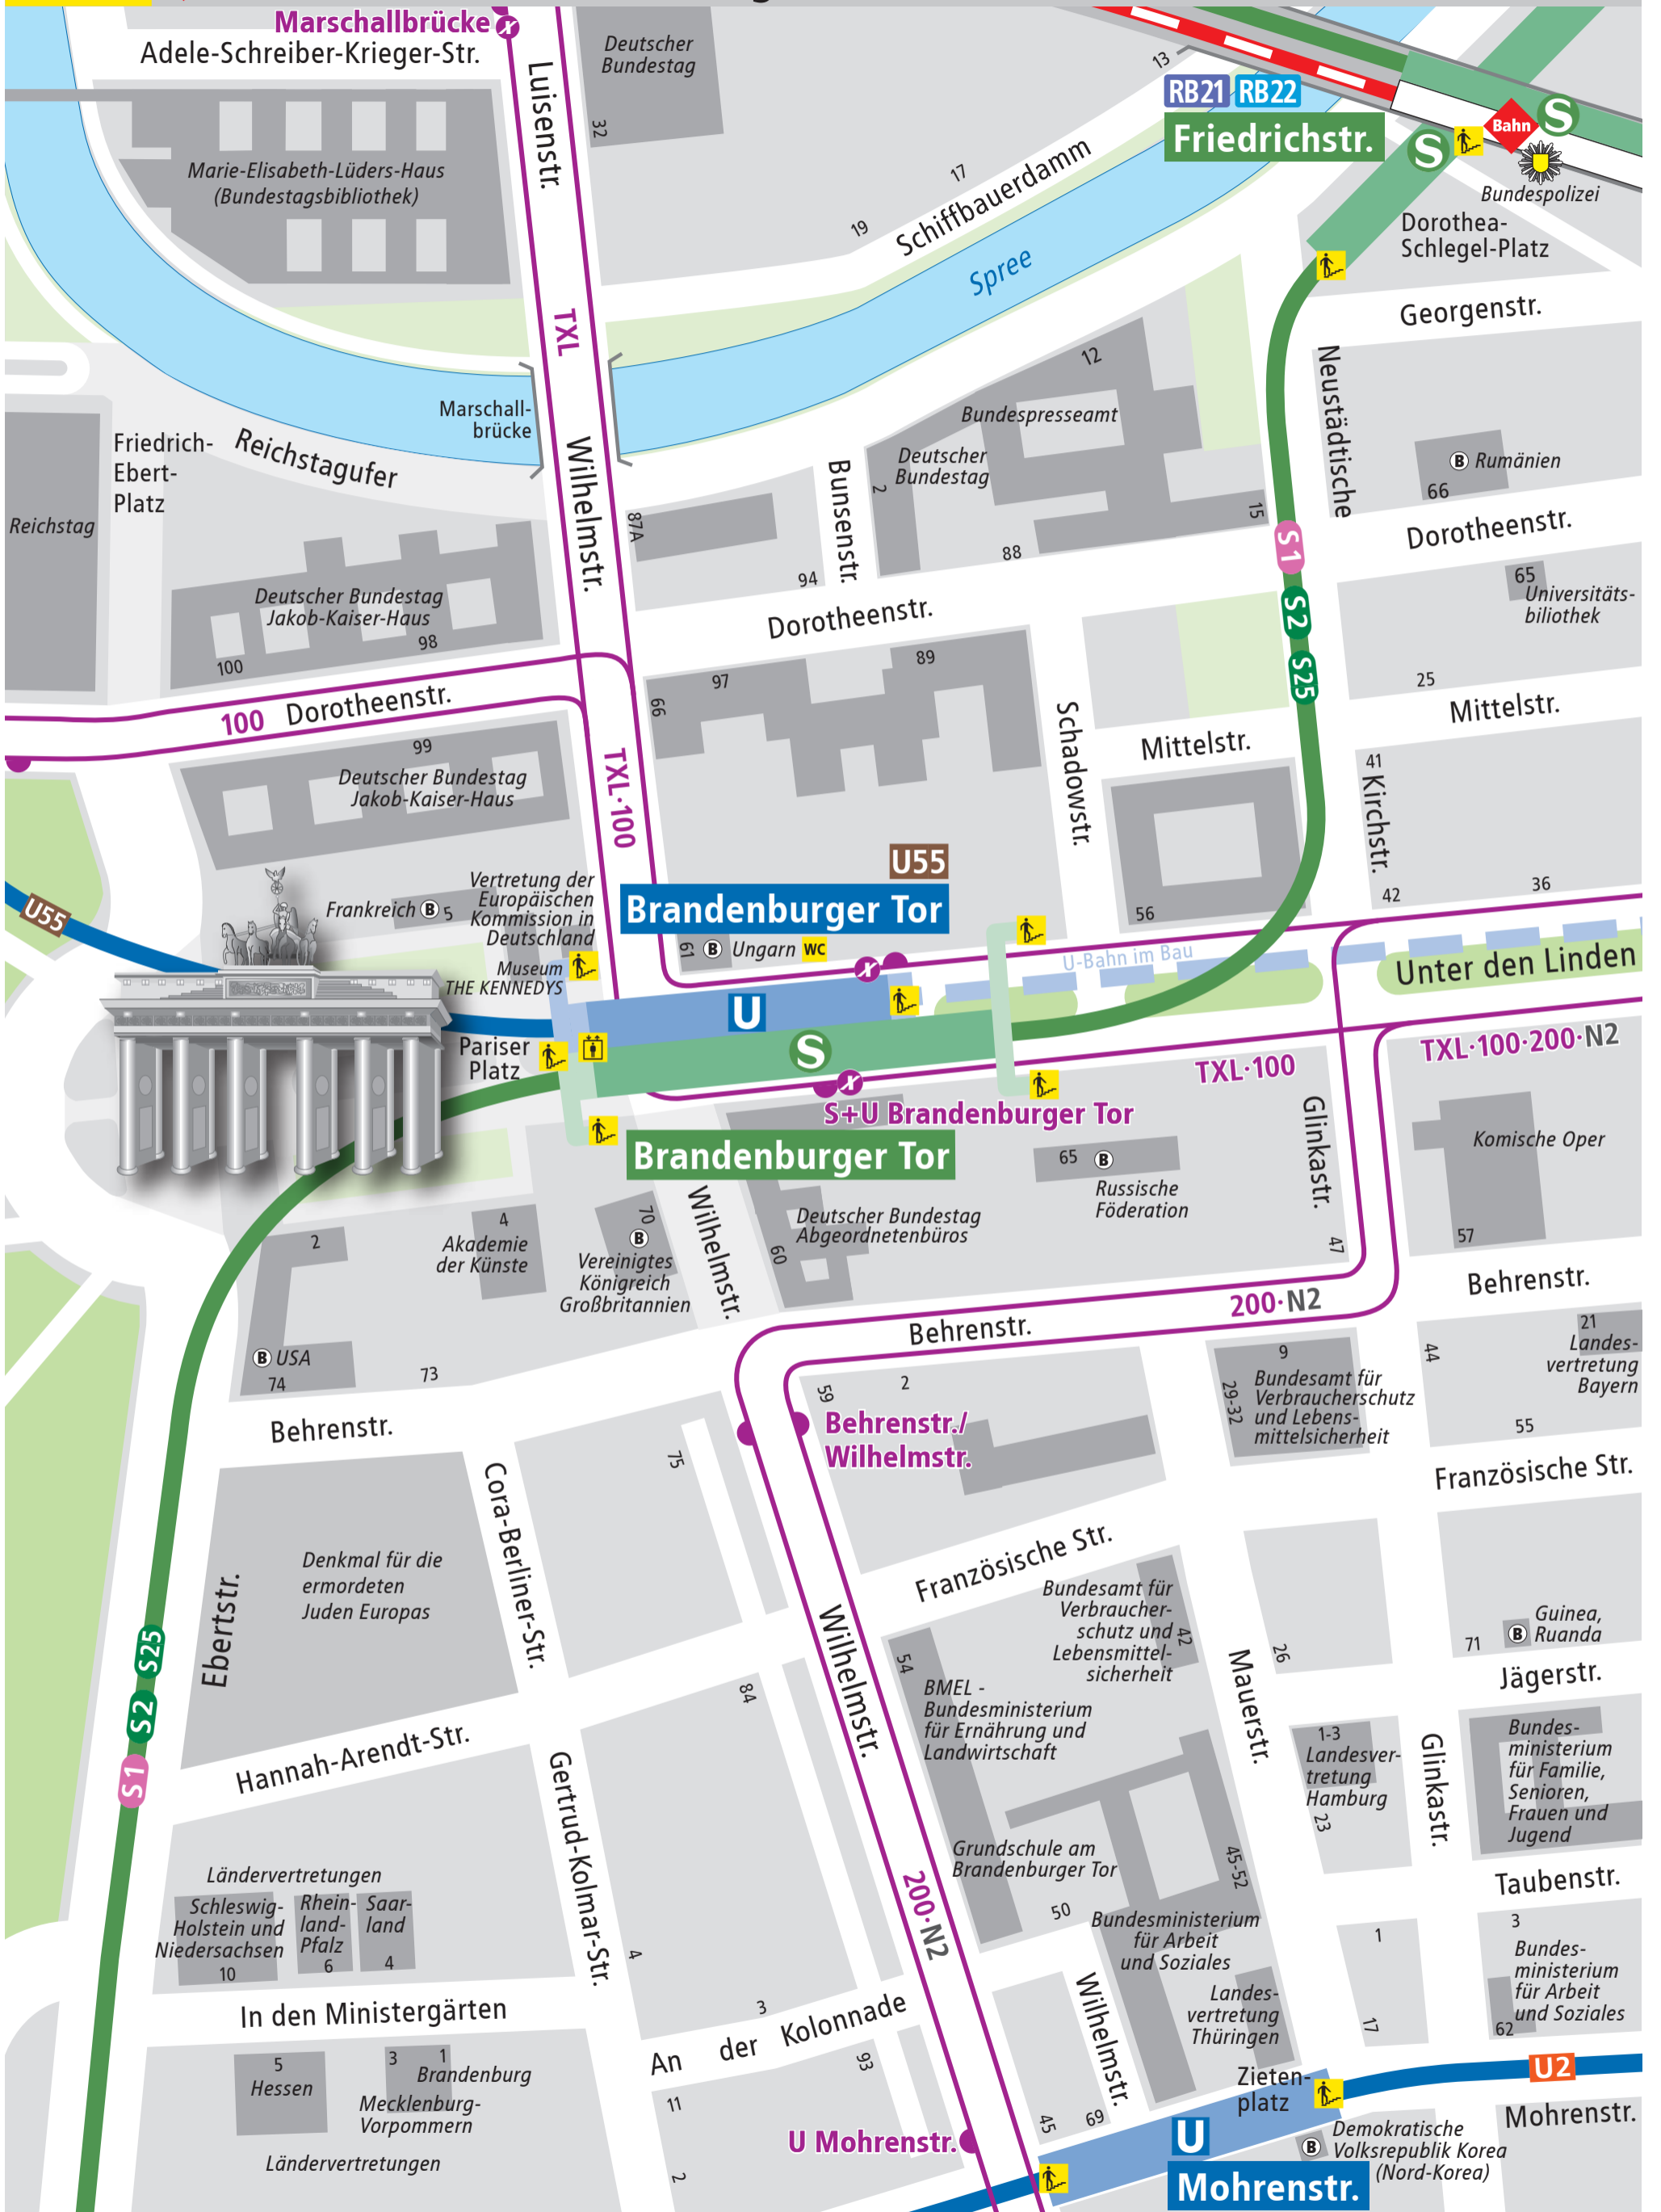 Marschallbrücke
Adele-Schreiber-Krieger-Str.
Luisenstr.
Deutscher
Bundestag
32
13
RB21 RB22
Friedrichstr.
S
Bahn
S
Bundespolizei
Dorothea-
Schlegel-Platz
Marie-Elisabeth-Lüders-Haus
(Bundestagsbibliothek)
17
19
Schiffbauerdamm
Spree
TXL
Georgenstr.
Neustädtische
12
Bundespresseamt
Deutscher
Bundestag
2
15
88
Marschall-
brücke
Friedrich-
Ebert-
Platz
Reichstagufer
Reichstag
Wilhelmstr.
87A
94
Bunsenstr.
B Rumänien
66
Dorotheenstr.
S1
S2
S25
65
Universitäts-
biliothek
25
Mittelstr.
Deutscher Bundestag
Jakob-Kaiser-Haus
98
100
Dorotheenstr.
100 Dorotheenstr.
97
89
66
Schadowstr.
Mittelstr.
41
Kirchstr.
42
36
99
Deutscher Bundestag
Jakob-Kaiser-Haus
TXL·100
U55
Brandenburger Tor
56
U55
Frankreich B 5
Vertretung der
Europäischen
Kommission in
Deutschland
Museum
THE KENNEDYS
61 B Ungarn WC
x
U-Bahn im Bau
Unter den Linden
U
S
Pariser
Platz
x
S+U Brandenburger Tor
TXL·100
TXL·100·200·N2
Brandenburger Tor
Glinkastr.
47
Komische Oper
57
65 B
Russische
Föderation
Deutscher Bundestag
Abgeordnetenbüros
60
Wilhelmstr.
70
B
Vereinigtes
Königreich
Großbritannien
4
Akademie
der Künste
2
B USA
74
73
Behrenstr.
Behrenstr.
200·N2
Behrenstr.
21
Landes-
vertretung
Bayern
44
55
9
Bundesamt für
Verbraucherschutz
und Lebens-
mittelsicherheit
29-32
59
2
Behrenstr./
Wilhelmstr.
75
Französische Str.
Französische Str.
Cora-Berliner-Str.
Denkmal für die
ermordeten
Juden Europas
Ebertstr.
S25
S2
S1
Hannah-Arendt-Str.
84
Wilhelmstr.
54
Bundesamt für
Verbraucher-
schutz und
Lebensmittel-
sicherheit
42
BMEL -
Bundesministerium
für Ernährung und
Landwirtschaft
Mauerstr.
26
71
B
Guinea,
Ruanda
Jägerstr.
1-3
Landesver-
tretung
Hamburg
23
Glinkastr.
Bundes-
ministerium
für Familie,
Senioren,
Frauen und
Jugend
Taubenstr.
Gertrud-Kolmar-Str.
Grundschule am
Brandenburger Tor
45-52
50
Bundesministerium
für Arbeit
und Soziales
200·N2
Ländervertretungen
Schleswig-
Holstein und
Niedersachsen
10
Rhein-
land-
Pfalz
6
Saar-
land
4
4
3
In den Ministergärten
An der Kolonnade
93
Wilhelmstr.
Landes-
vertretung
Thüringen
1
17
3
Bundes-
ministerium
für Arbeit
und Soziales
62
5
Hessen
3
1
Brandenburg
Mecklenburg-
Vorpommern
Ländervertretungen
11
2
U Mohrenstr.
45
69
Zieten-
platz
U2
Mohrenstr.
U
Mohrenstr.
B
Demokratische
Volksrepublik Korea
(Nord-Korea)